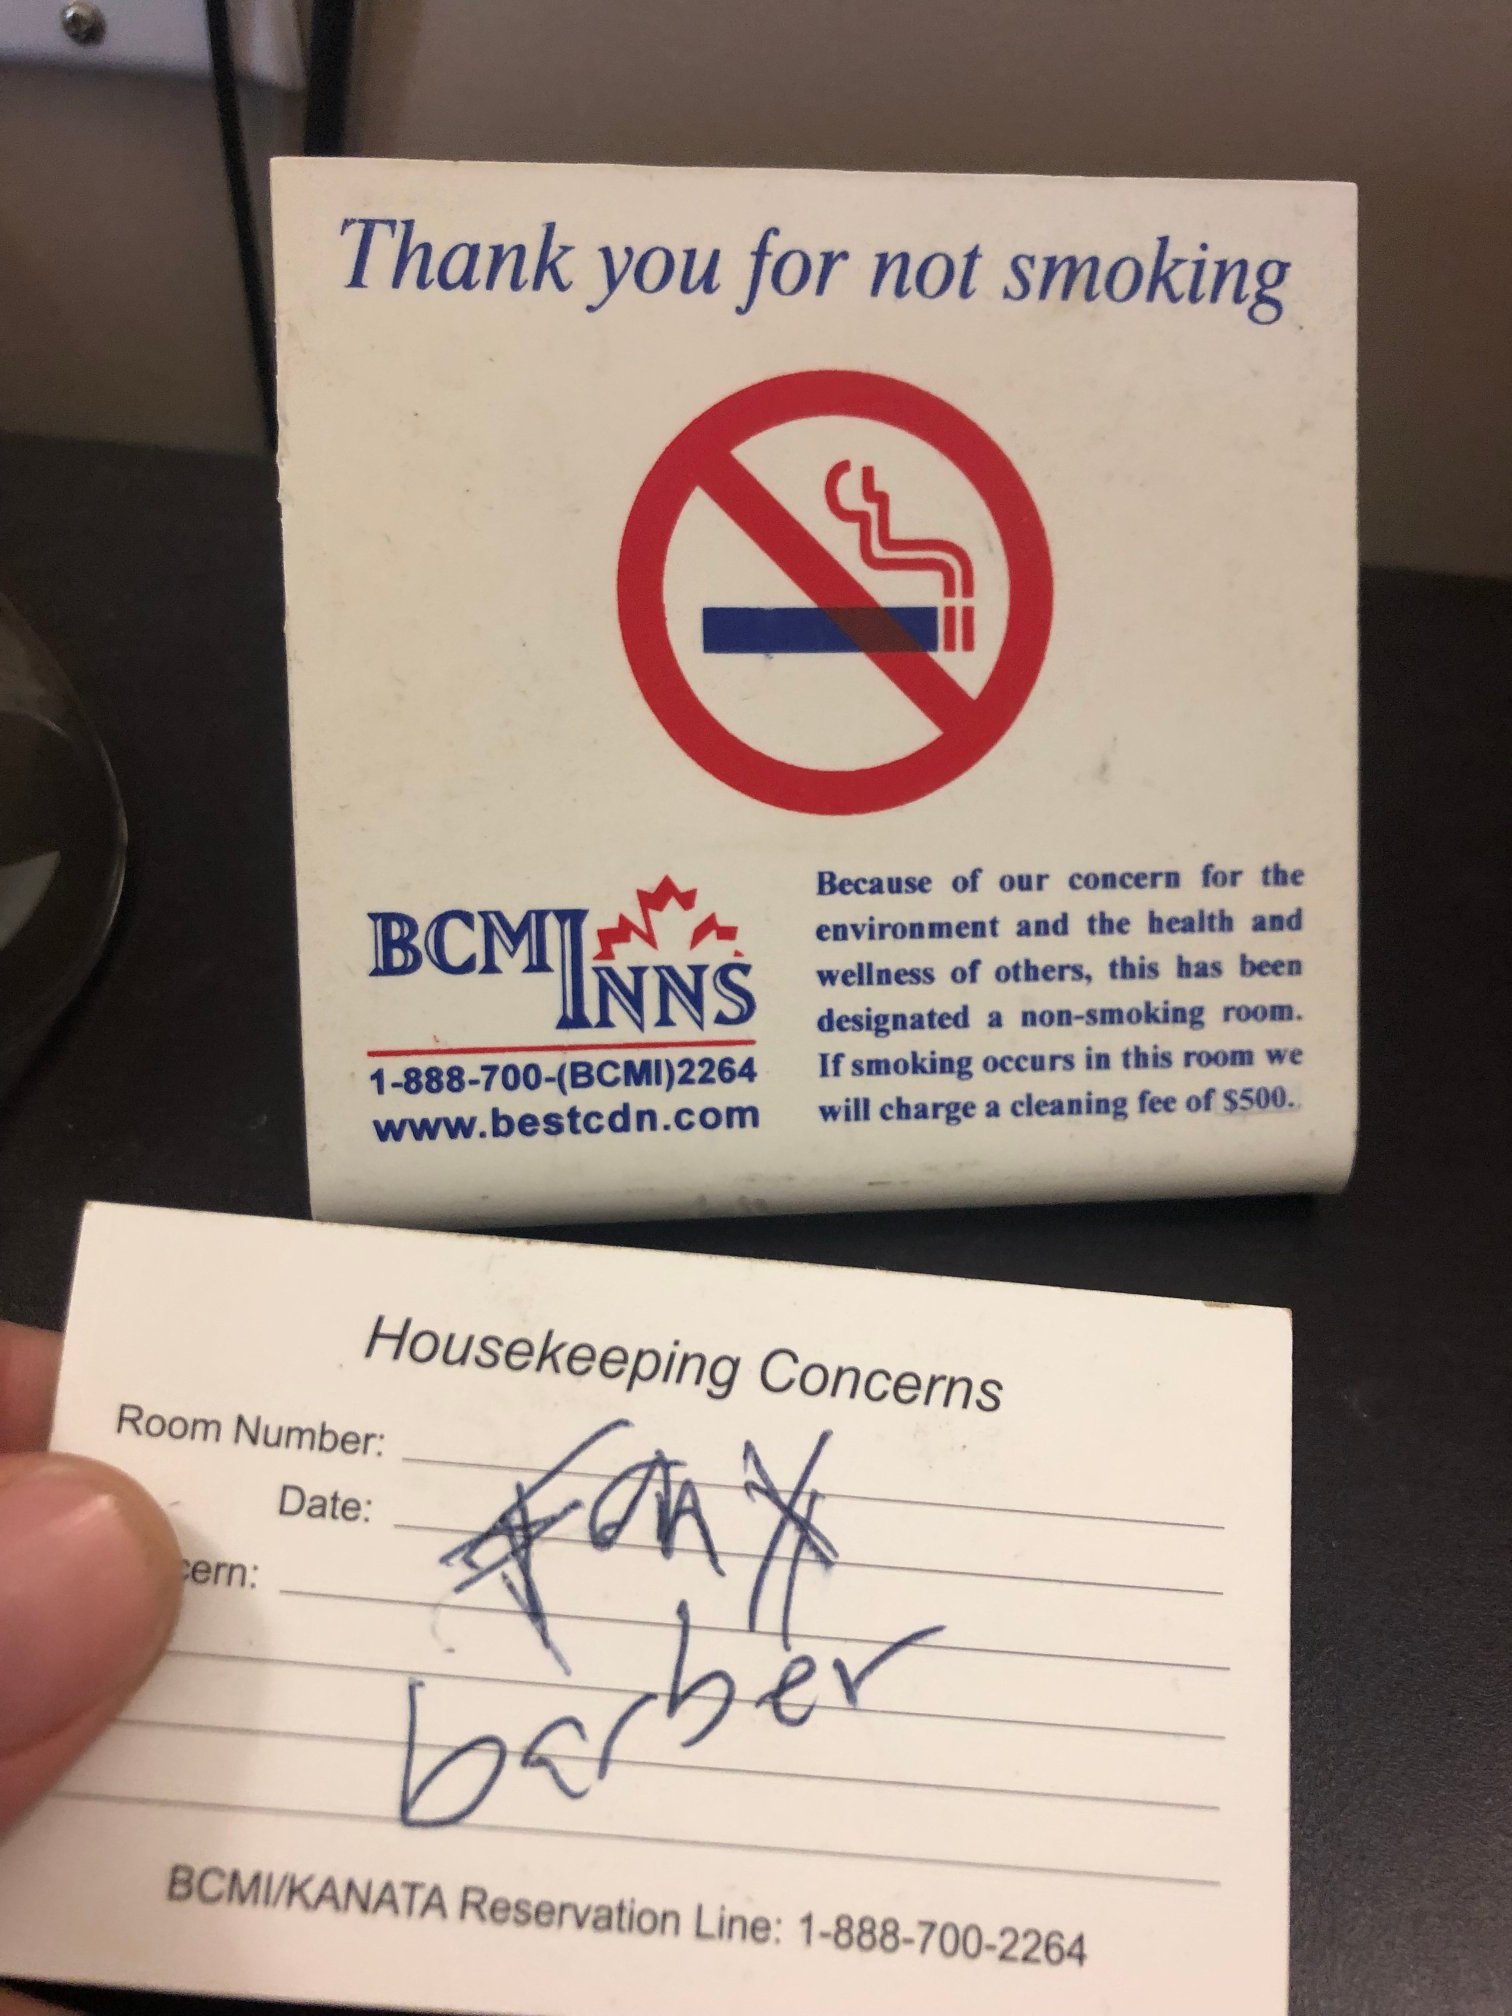 Thank you for not smoking
BCMINNS
1-888-700-(BCMI)2264
www.bestcdn.com
Because of our concern for the
environment and the health and
wellness of others, this has been
designated a non-smoking room.
If smoking occurs in this room we
will charge a cleaning fee of $500.
Housekeeping Concerns
Room Number:
Date:
cern:
barber
BCMI/KANATA Reservation Line: 1-888-700-2264